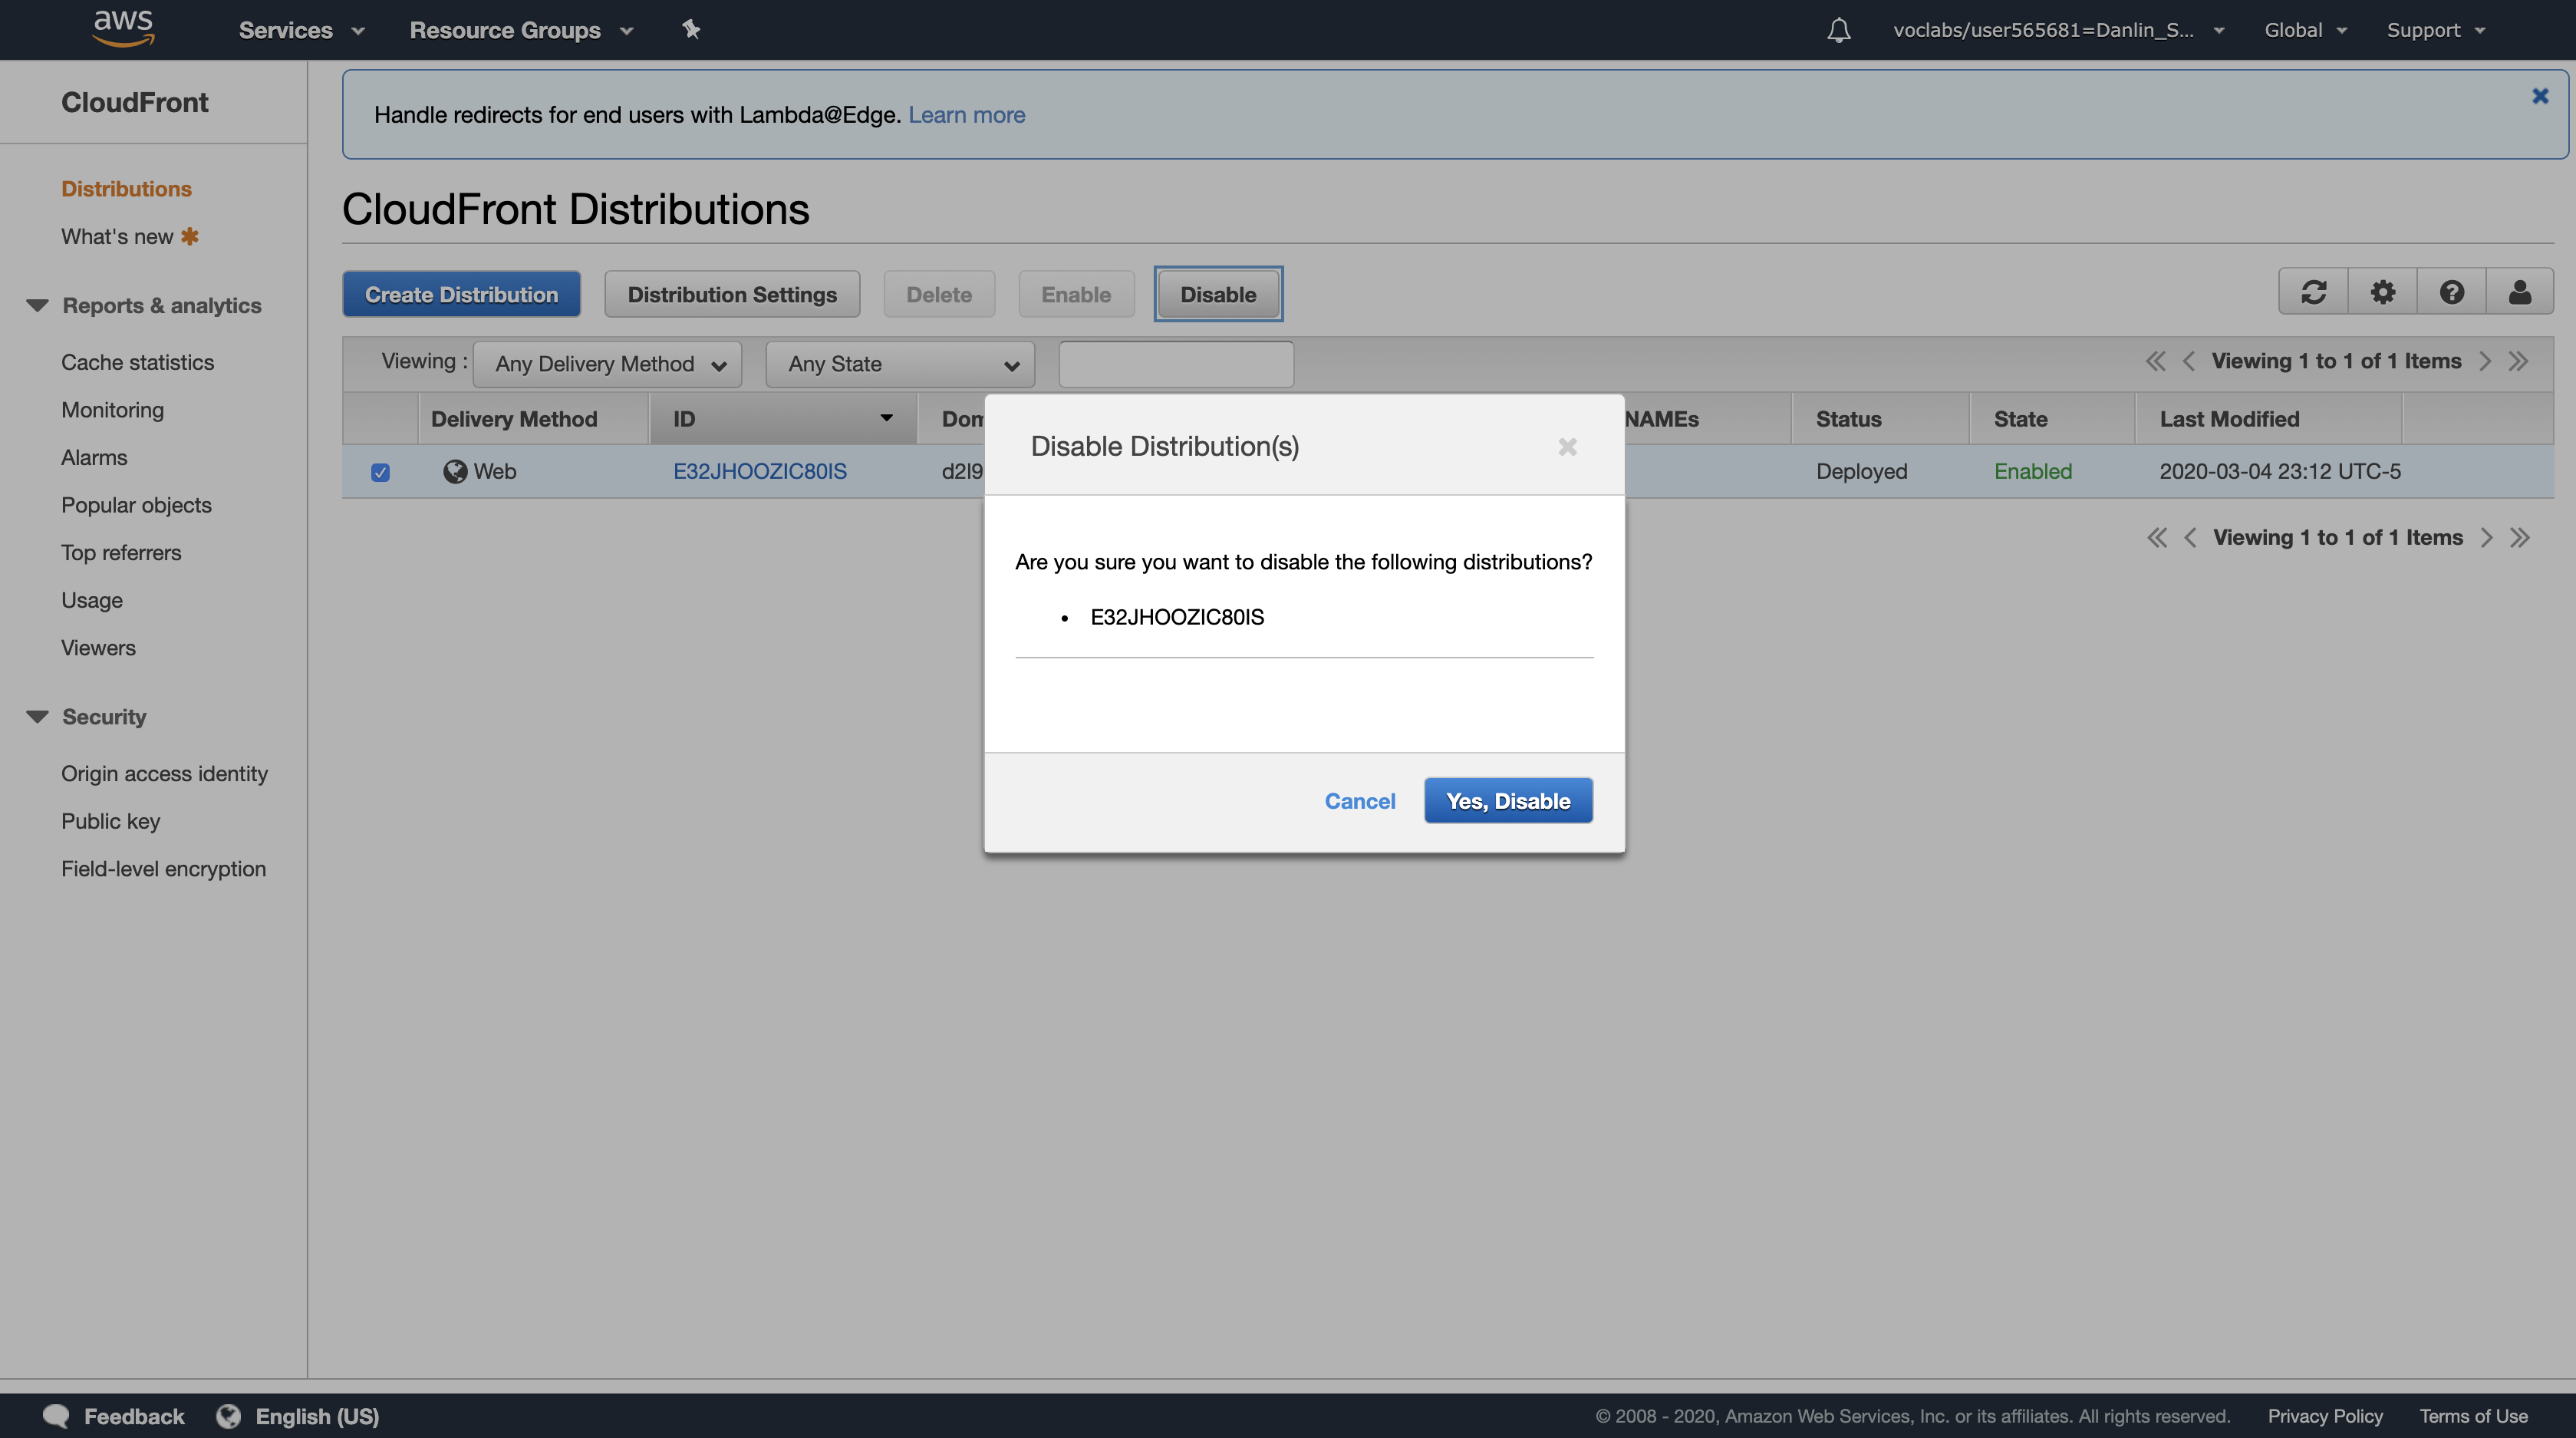 aws Services Resource Groups voclabs/user565681=Danlin_S... Global Support
CloudFront
Distributions
What's new
Reports & analytics
Cache statistics
Monitoring
Alarms
Popular objects
Top referrers
Usage
Viewers
Security
Origin access identity
Public key
Field-level encryption
Handle redirects for end users with Lambda@Edge. Learn more
CloudFront Distributions
Create Distribution Distribution Settings Delete Enable Disable
Viewing : Any Delivery Method Any State Viewing 1 to 1 of 1 Items
Delivery Method ID Dom NAMEs Status State Last Modified
Web E32JHOOZIC80IS d2l9 Deployed Enabled 2020-03-04 23:12 UTC-5
Viewing 1 to 1 of 1 Items
Disable Distribution(s)
Are you sure you want to disable the following distributions?
• E32JHOOZIC80IS
Cancel Yes, Disable
Feedback English (US) © 2008 - 2020, Amazon Web Services, Inc. or its affiliates. All rights reserved. Privacy Policy Terms of Use